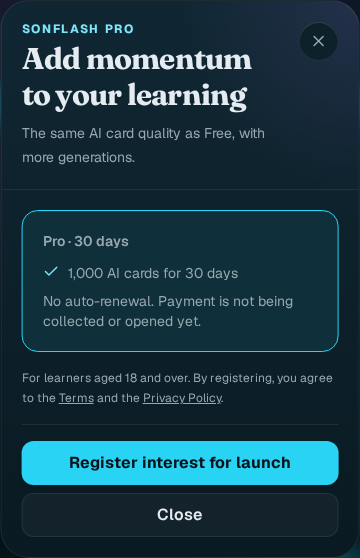 SONFLASH PRO
Add momentum
to your learning
The same AI card quality as Free, with
more generations.
Pro · 30 days
1,000 AI cards for 30 days
No auto-renewal. Payment is not being
collected or opened yet.
For learners aged 18 and over. By registering, you agree
to the Terms and the Privacy Policy.
Register interest for launch
Close